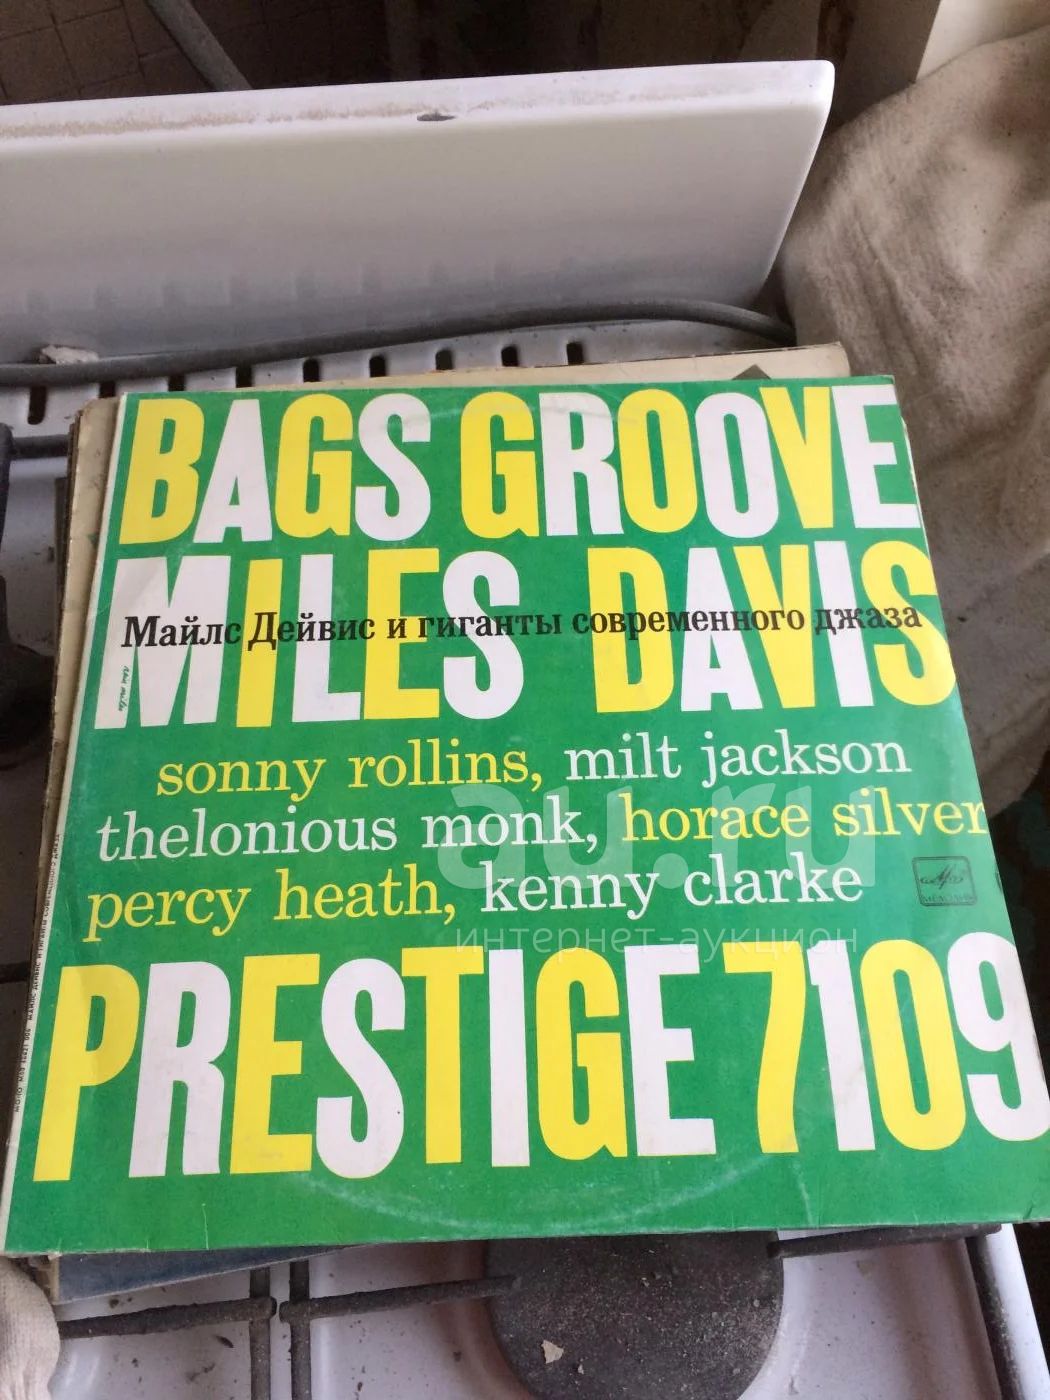 BAGS GROOVE
MILES DAVIS
Майлс Дейвис и гиганты современного джаза
sonny rollins, milt jackson
thelonious monk, horace silver
percy heath, kenny clarke
au.ru
интернет-аукцион
МЕЛОДИЯ
PRESTIGE 7109